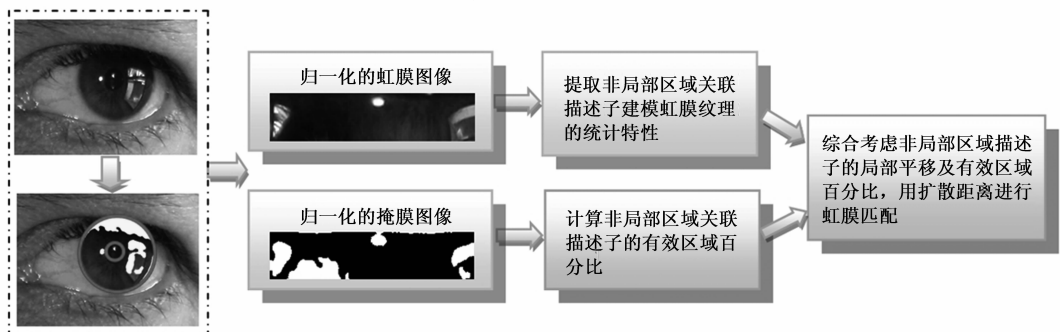 归一化的虹膜图像
提取非局部区域关联
描述子建模虹膜纹理
的统计特性
归一化的掩膜图像
计算非局部区域关联
描述子的有效区域百
分比
综合考虑非局部区域描述
子的局部平移及有效区域
百分比，用扩散距离进行
虹膜匹配